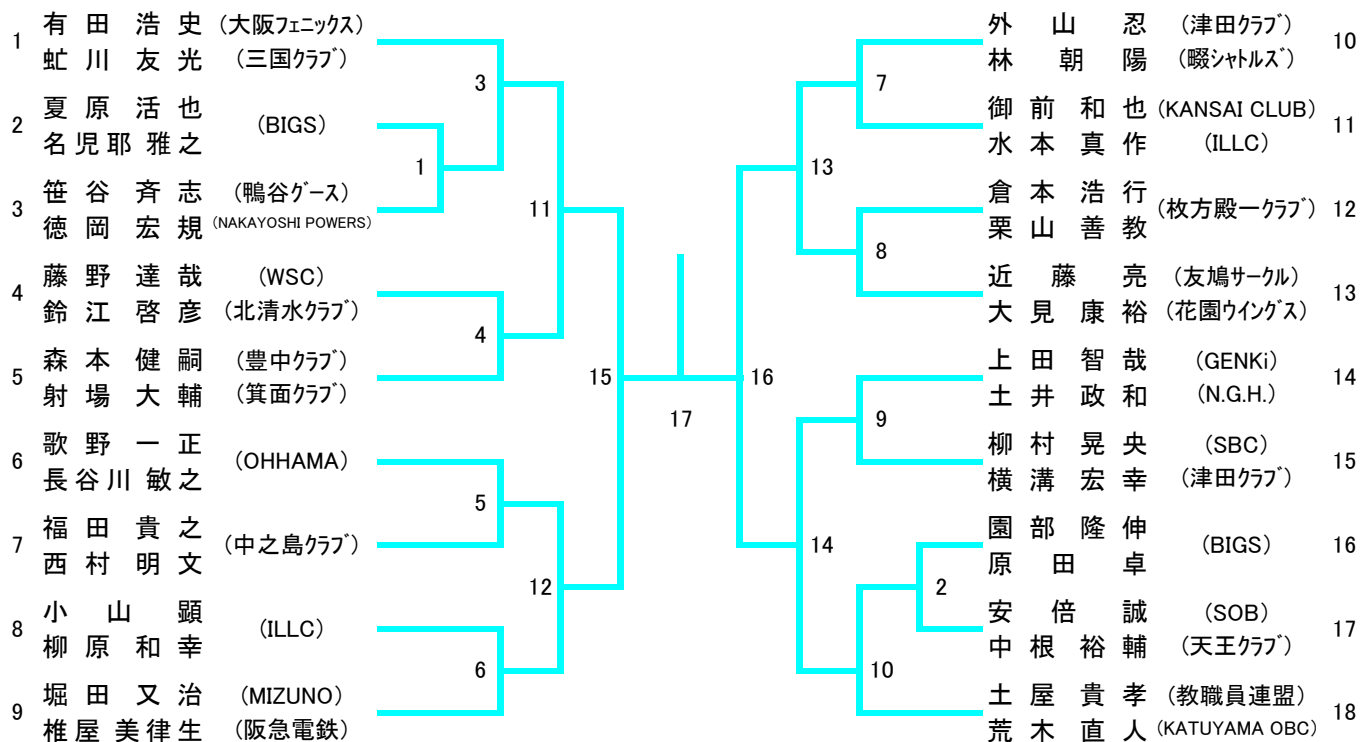 1 有田浩史 (大阪フェニックス)
虻川友光 (三国クラブ)
2 夏原活也 (BIGS)
名児耶雅之
3 笹谷斉志 (鴨谷グース)
徳岡宏規 (NAKAYOSHI POWERS)
4 藤野達哉 (WSC)
鈴江啓彦 (北清水クラブ)
5 森本健嗣 (豊中クラブ)
射場大輔 (箕面クラブ)
6 歌野一正 (OHHAMA)
長谷川敏之
7 福田貴之 (中之島クラブ)
西村明文
8 小山顕 (ILLC)
柳原和幸
9 堀田又治 (MIZUNO)
椎屋美律生 (阪急電鉄)
3
1
11
4
15
5
12
6
17
16
7
13
8
9
14
2
10
外山忍 (津田クラブ) 10
林朝陽 (畷シャトルズ)
御前和也 (KANSAI CLUB) 11
水本真作 (ILLC)
倉本浩行 (枚方殿一クラブ) 12
栗山善教
近藤亮 (友鳩サークル) 13
大見康裕 (花園ウイングス)
上田智哉 (GENKi) 14
土井政和 (N.G.H.)
柳村晃央 (SBC) 15
横溝宏幸 (津田クラブ)
園部隆伸 (BIGS) 16
原田卓
安倍誠 (SOB) 17
中根裕輔 (天王クラブ)
土屋貴孝 (教職員連盟) 18
荒木直人 (KATUYAMA OBC)